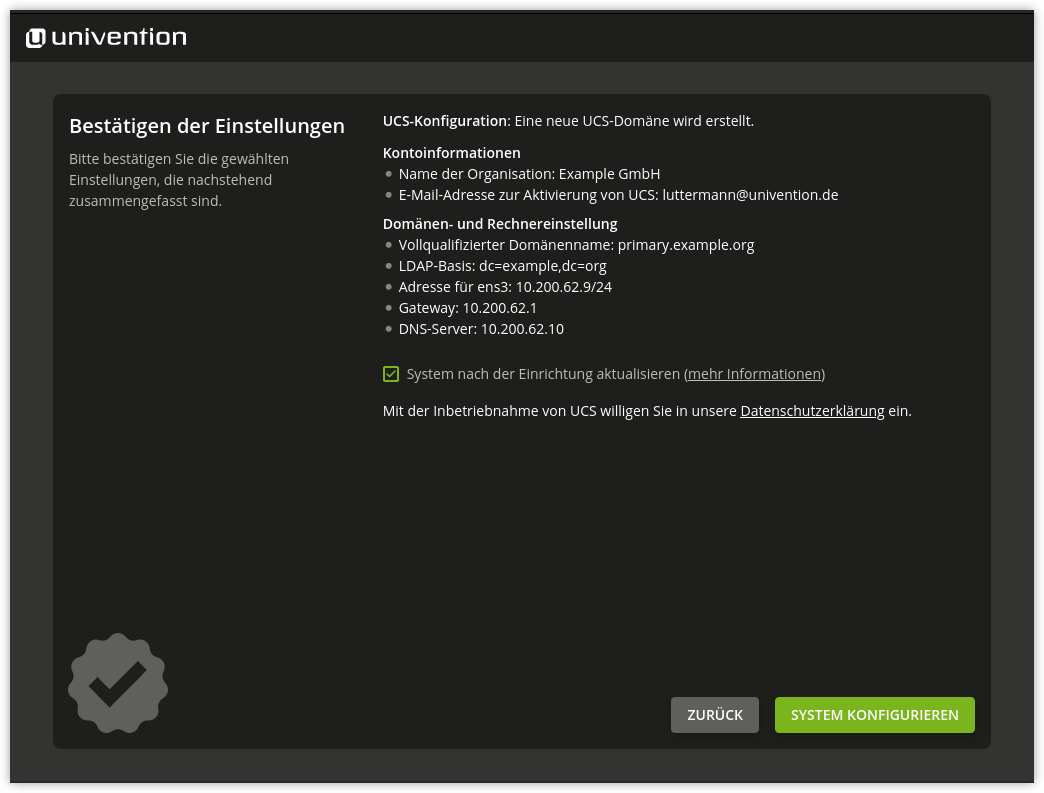 univention
Bestätigen der Einstellungen
Bitte bestätigen Sie die gewählten
Einstellungen, die nachstehend
zusammengefasst sind.
UCS-Konfiguration: Eine neue UCS-Domäne wird erstellt.
Kontoinformationen
Name der Organisation: Example GmbH
E-Mail-Adresse zur Aktivierung von UCS: luttermann@univention.de
Domänen- und Rechnereinstellung
Vollqualifizierter Domänenname: primary.example.org
LDAP-Basis: dc=example,dc=org
Adresse für ens3: 10.200.62.9/24
Gateway: 10.200.62.1
DNS-Server: 10.200.62.10
System nach der Einrichtung aktualisieren (mehr Informationen)
Mit der Inbetriebnahme von UCS willigen Sie in unsere Datenschutzerklärung ein.
ZURÜCK
SYSTEM KONFIGURIEREN